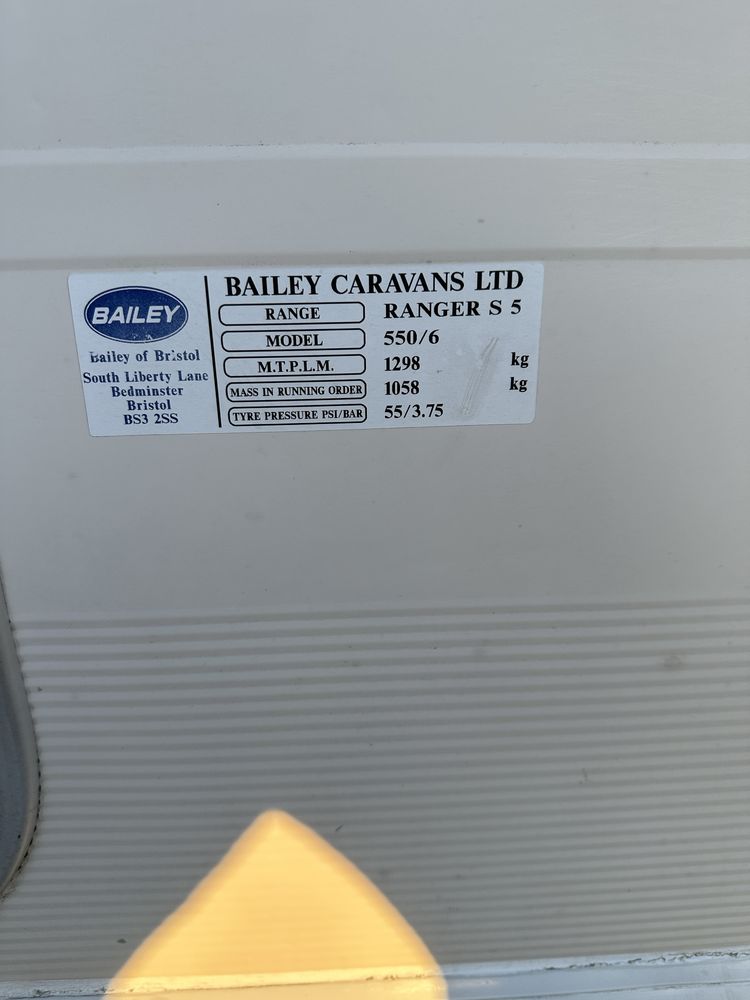 BAILEY
Bailey of Bristol
South Liberty Lane
Bedminster
Bristol
BS3 2SS
BAILEY CARAVANS LTD
RANGE RANGER S 5
MODEL 550/6
M.T.P.L.M. 1298 kg
MASS IN RUNNING ORDER 1058 kg
TYRE PRESSURE PSI/BAR 55/3.75